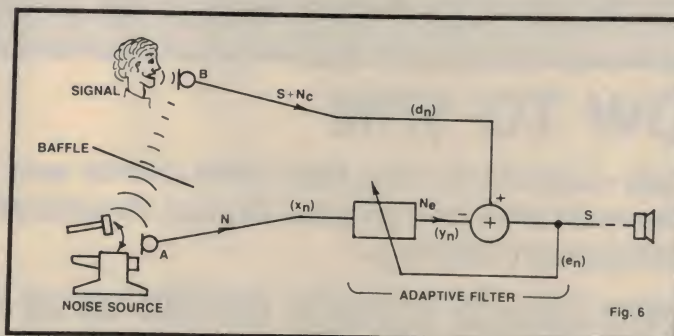 SIGNAL
B
S + Nc
(dn)
BAFFLE
+
(xn)
Ne
−
+
S
N
(yn)
A
(en)
NOISE SOURCE
ADAPTIVE FILTER
Fig. 6